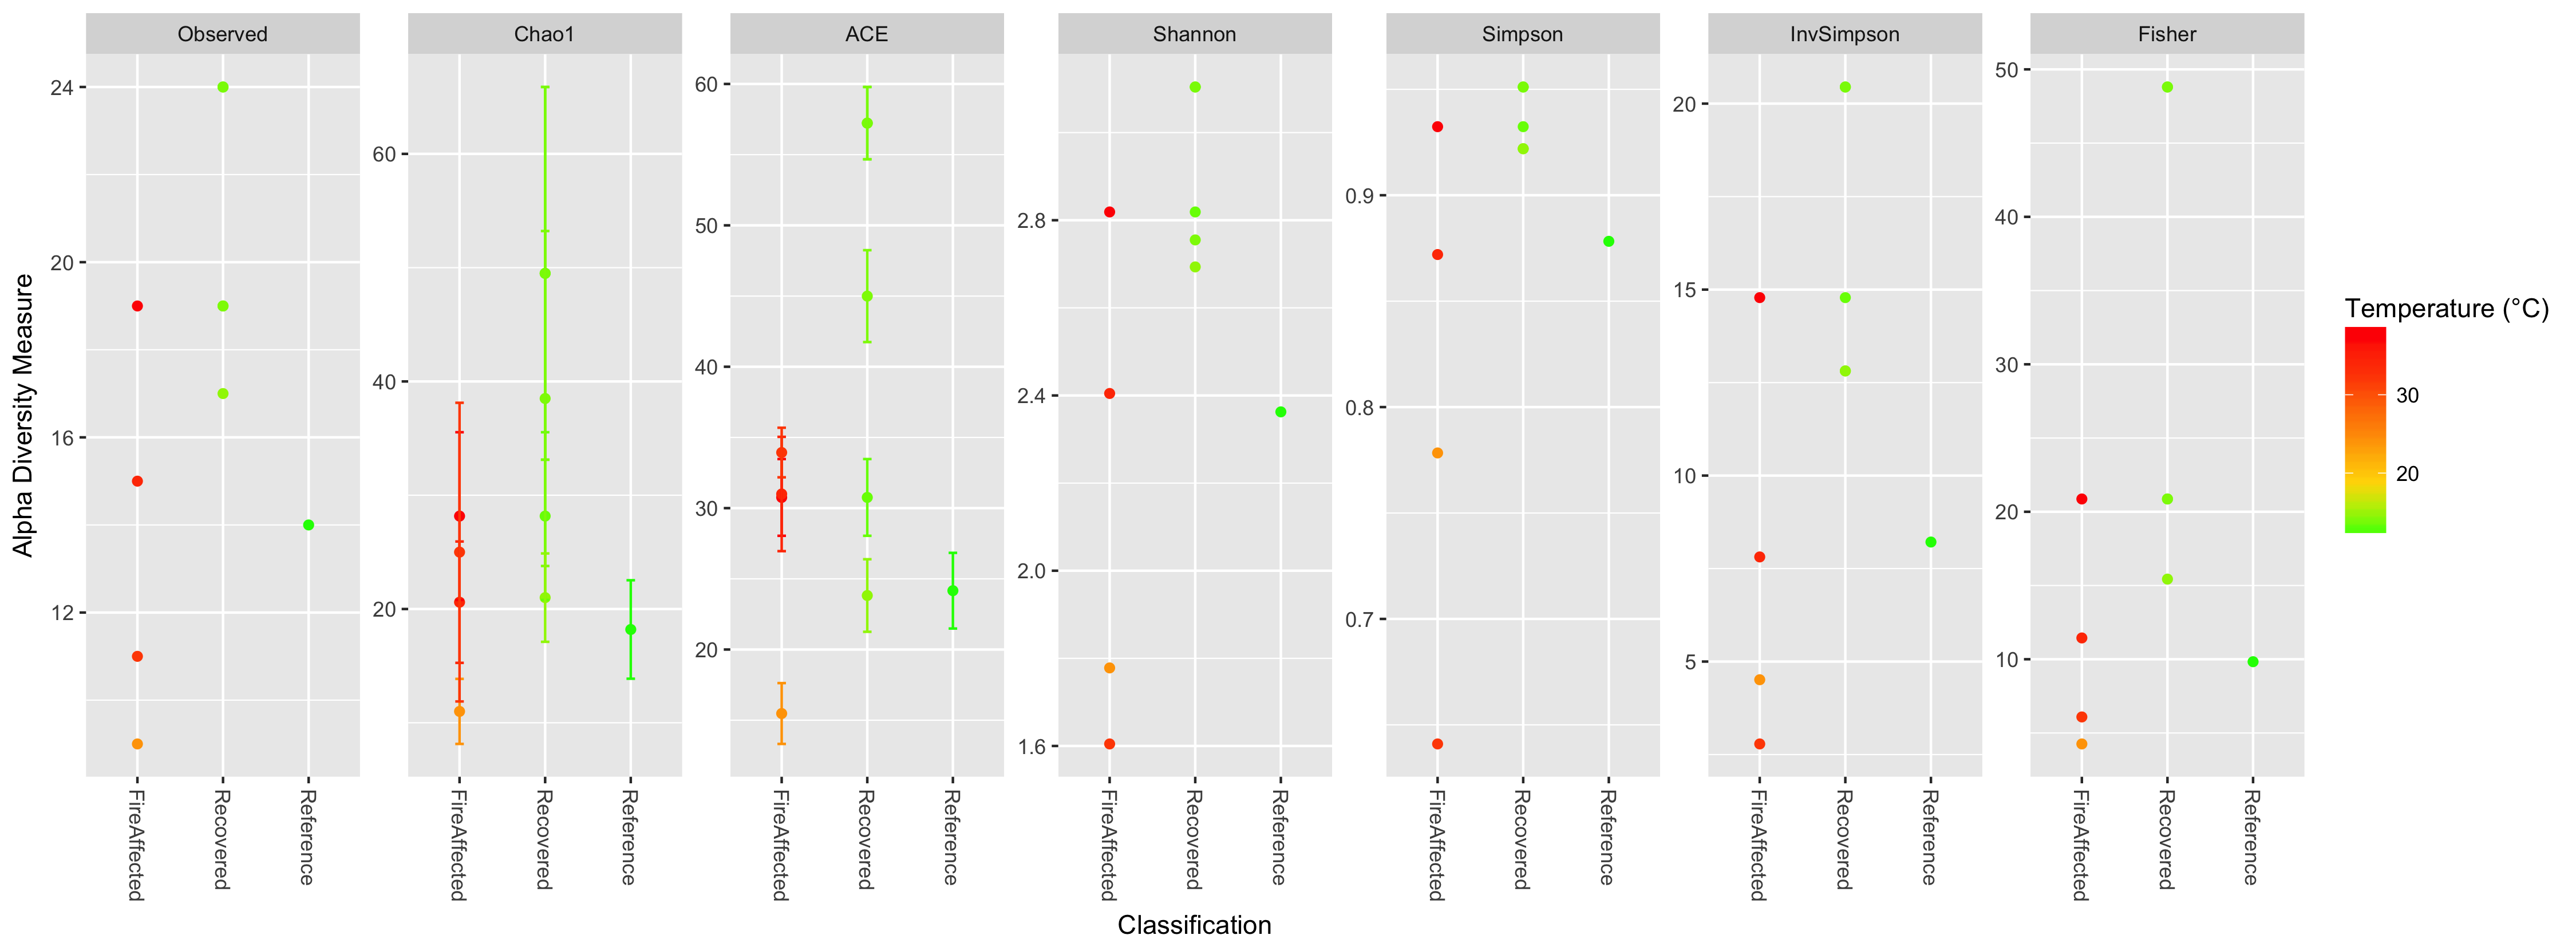 Observed
Chao1
ACE
Shannon
Simpson
InvSimpson
Fisher
Alpha Diversity Measure
24
20
16
12
60
40
20
60
50
40
30
20
2.8
2.4
2.0
1.6
0.9
0.8
0.7
20
15
10
5
50
40
30
20
10
FireAffected
Recovered
Reference
FireAffected
Recovered
Reference
FireAffected
Recovered
Reference
FireAffected
Recovered
Reference
FireAffected
Recovered
Reference
FireAffected
Recovered
Reference
FireAffected
Recovered
Reference
Classification
Temperature (°C)
30
20